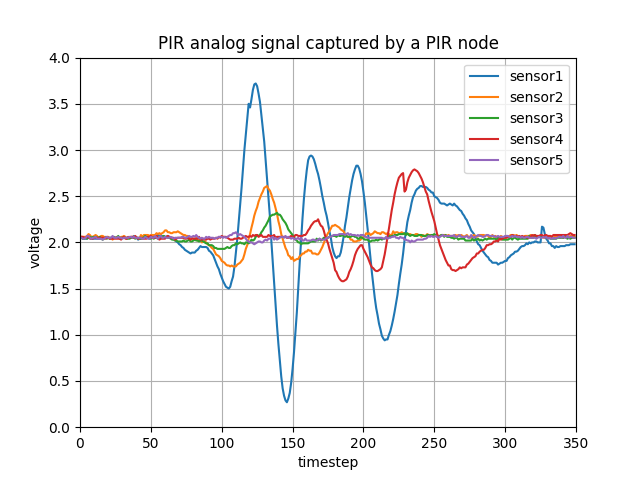 PIR analog signal captured by a PIR node
4.0
3.5
3.0
2.5
2.0
1.5
1.0
0.5
0.0
voltage
sensor1
sensor2
sensor3
sensor4
sensor5
0 50 100 150 200 250 300 350
timestep